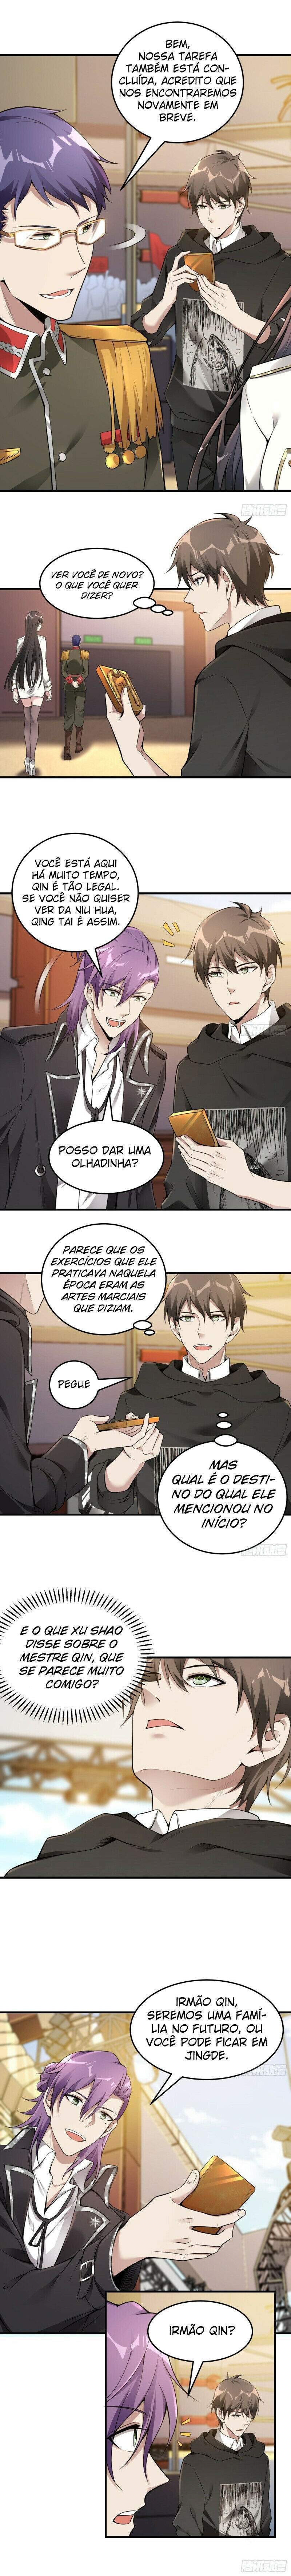 BEM,
NOSSA TAREFA
TAMBÉM ESTÁ CON-
CLUÍDA, ACREDITO QUE
NOS ENCONTRAREMOS
NOVAMENTE EM
BREVE.
VER VOCÊ DE NOVO?
O QUE VOCÊ QUER
DIZER?
VOCÊ ESTÁ AQUI
HÁ MUITO TEMPO,
QIN É TÃO LEGAL.
SE VOCÊ NÃO QUISER
VER DA NIU HUA,
QING TAI É ASSIM.
POSSO DAR UMA
OLHADINHA?
PARECE QUE OS
EXERCÍCIOS QUE ELE
PRATICAVA NAQUELA
ÉPOCA ERAM AS
ARTES MARCIAIS
QUE DIZIAM.
PEGUE
MAS
QUAL É O DESTI-
NO DO QUAL ELE
MENCIONOU NO
INÍCIO?
E O QUE XU SHAO
DISSE SOBRE O
MESTRE QIN, QUE
SE PARECE MUITO
COMIGO?
IRMÃO QIN,
SEREMOS UMA FAMÍ-
LIA NO FUTURO, OU
VOCÊ PODE FICAR EM
JINGDE.
IRMÃO QIN?